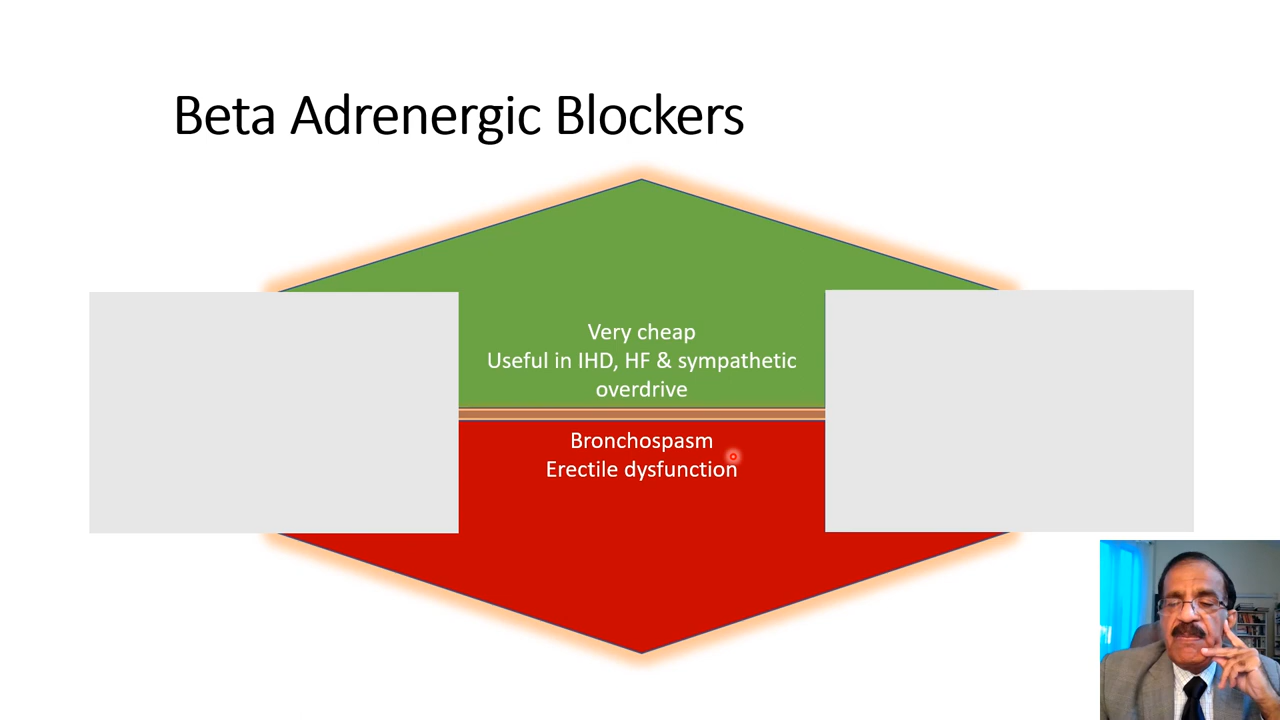 Beta Adrenergic Blockers
Very cheap
Useful in IHD, HF & sympathetic
overdrive
Bronchospasm
Erectile dysfunction